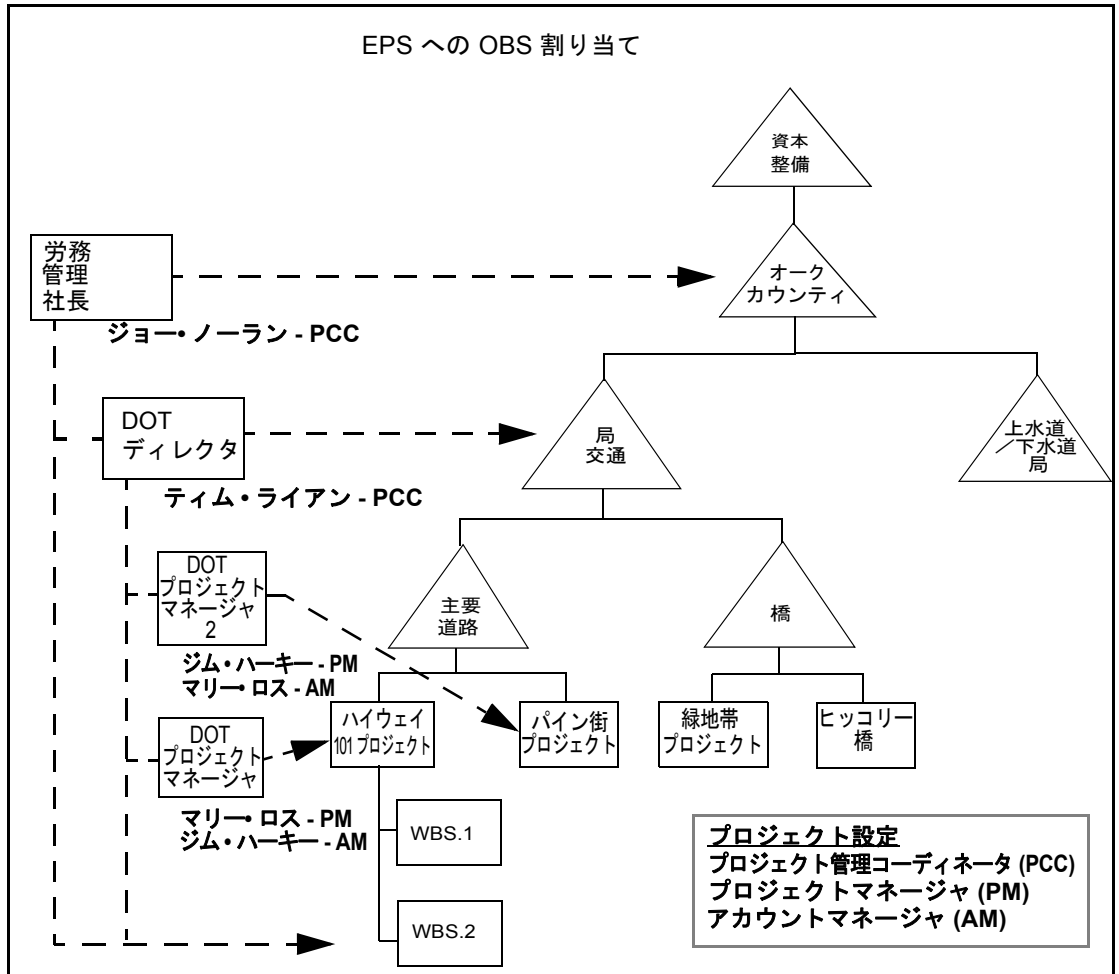 EPS への OBS 割り当て
資本
整備
労務
管理
社長
オーク
カウンティ
ジョー・ノーラン - PCC
DOT
ディレクタ
局
交通
上水道
／下水道
局
ティム・ライアン - PCC
DOT
プロジェクト
マネージャ
2
主要
道路
橋
ジム・ハーキー - PM
マリー・ロス - AM
DOT
プロジェクト
マネージャ
ハイウェイ
101 プロジェクト
パイン街
プロジェクト
緑地帯
プロジェクト
ヒッコリー
橋
マリー・ロス - PM
ジム・ハーキー - AM
WBS.1
WBS.2
プロジェクト設定
プロジェクト管理コーディネータ (PCC)
プロジェクトマネージャ (PM)
アカウントマネージャ (AM)